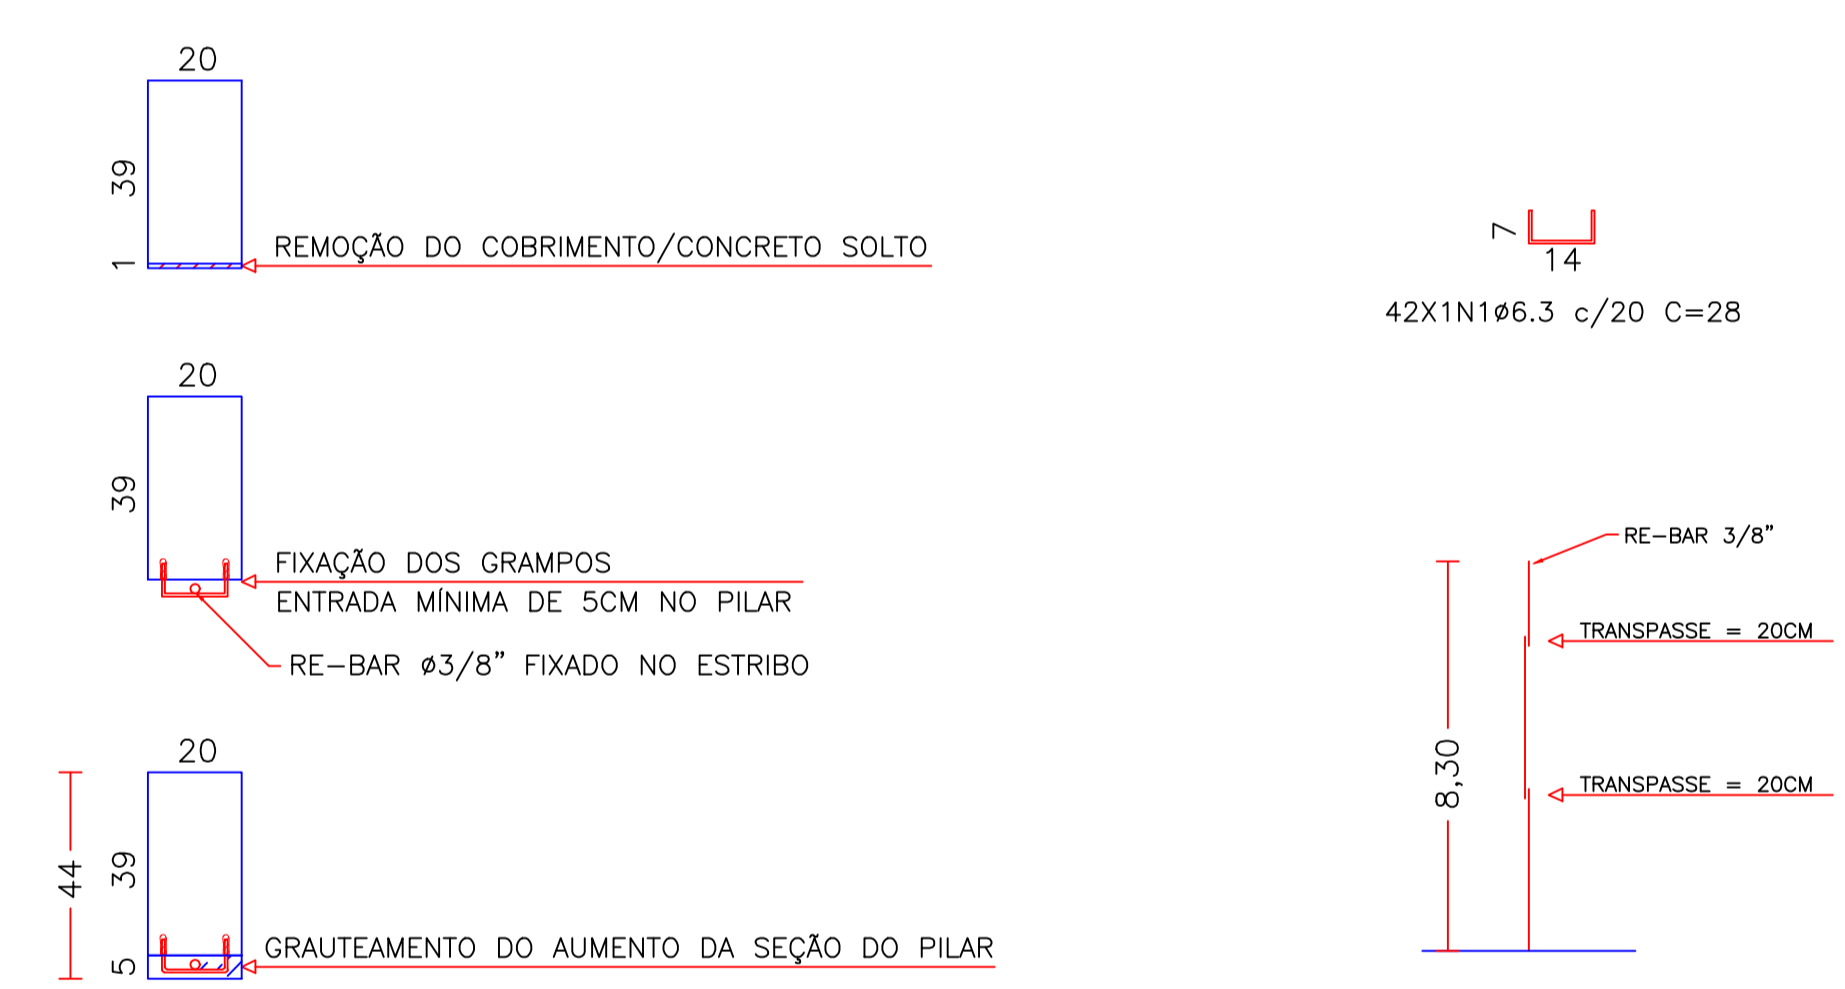 20
39
1
REMOÇÃO DO COBRIMENTO/CONCRETO SOLTO
20
39
FIXAÇÃO DOS GRAMPOS
ENTRADA MÍNIMA DE 5CM NO PILAR
RE-BAR ø3/8" FIXADO NO ESTRIBO
20
44
39
5
GRAUTEAMENTO DO AUMENTO DA SEÇÃO DO PILAR
7
14
42X1N1ø6.3 c/20 C=28
RE-BAR 3/8"
TRANSPASSE = 20CM
8,30
TRANSPASSE = 20CM